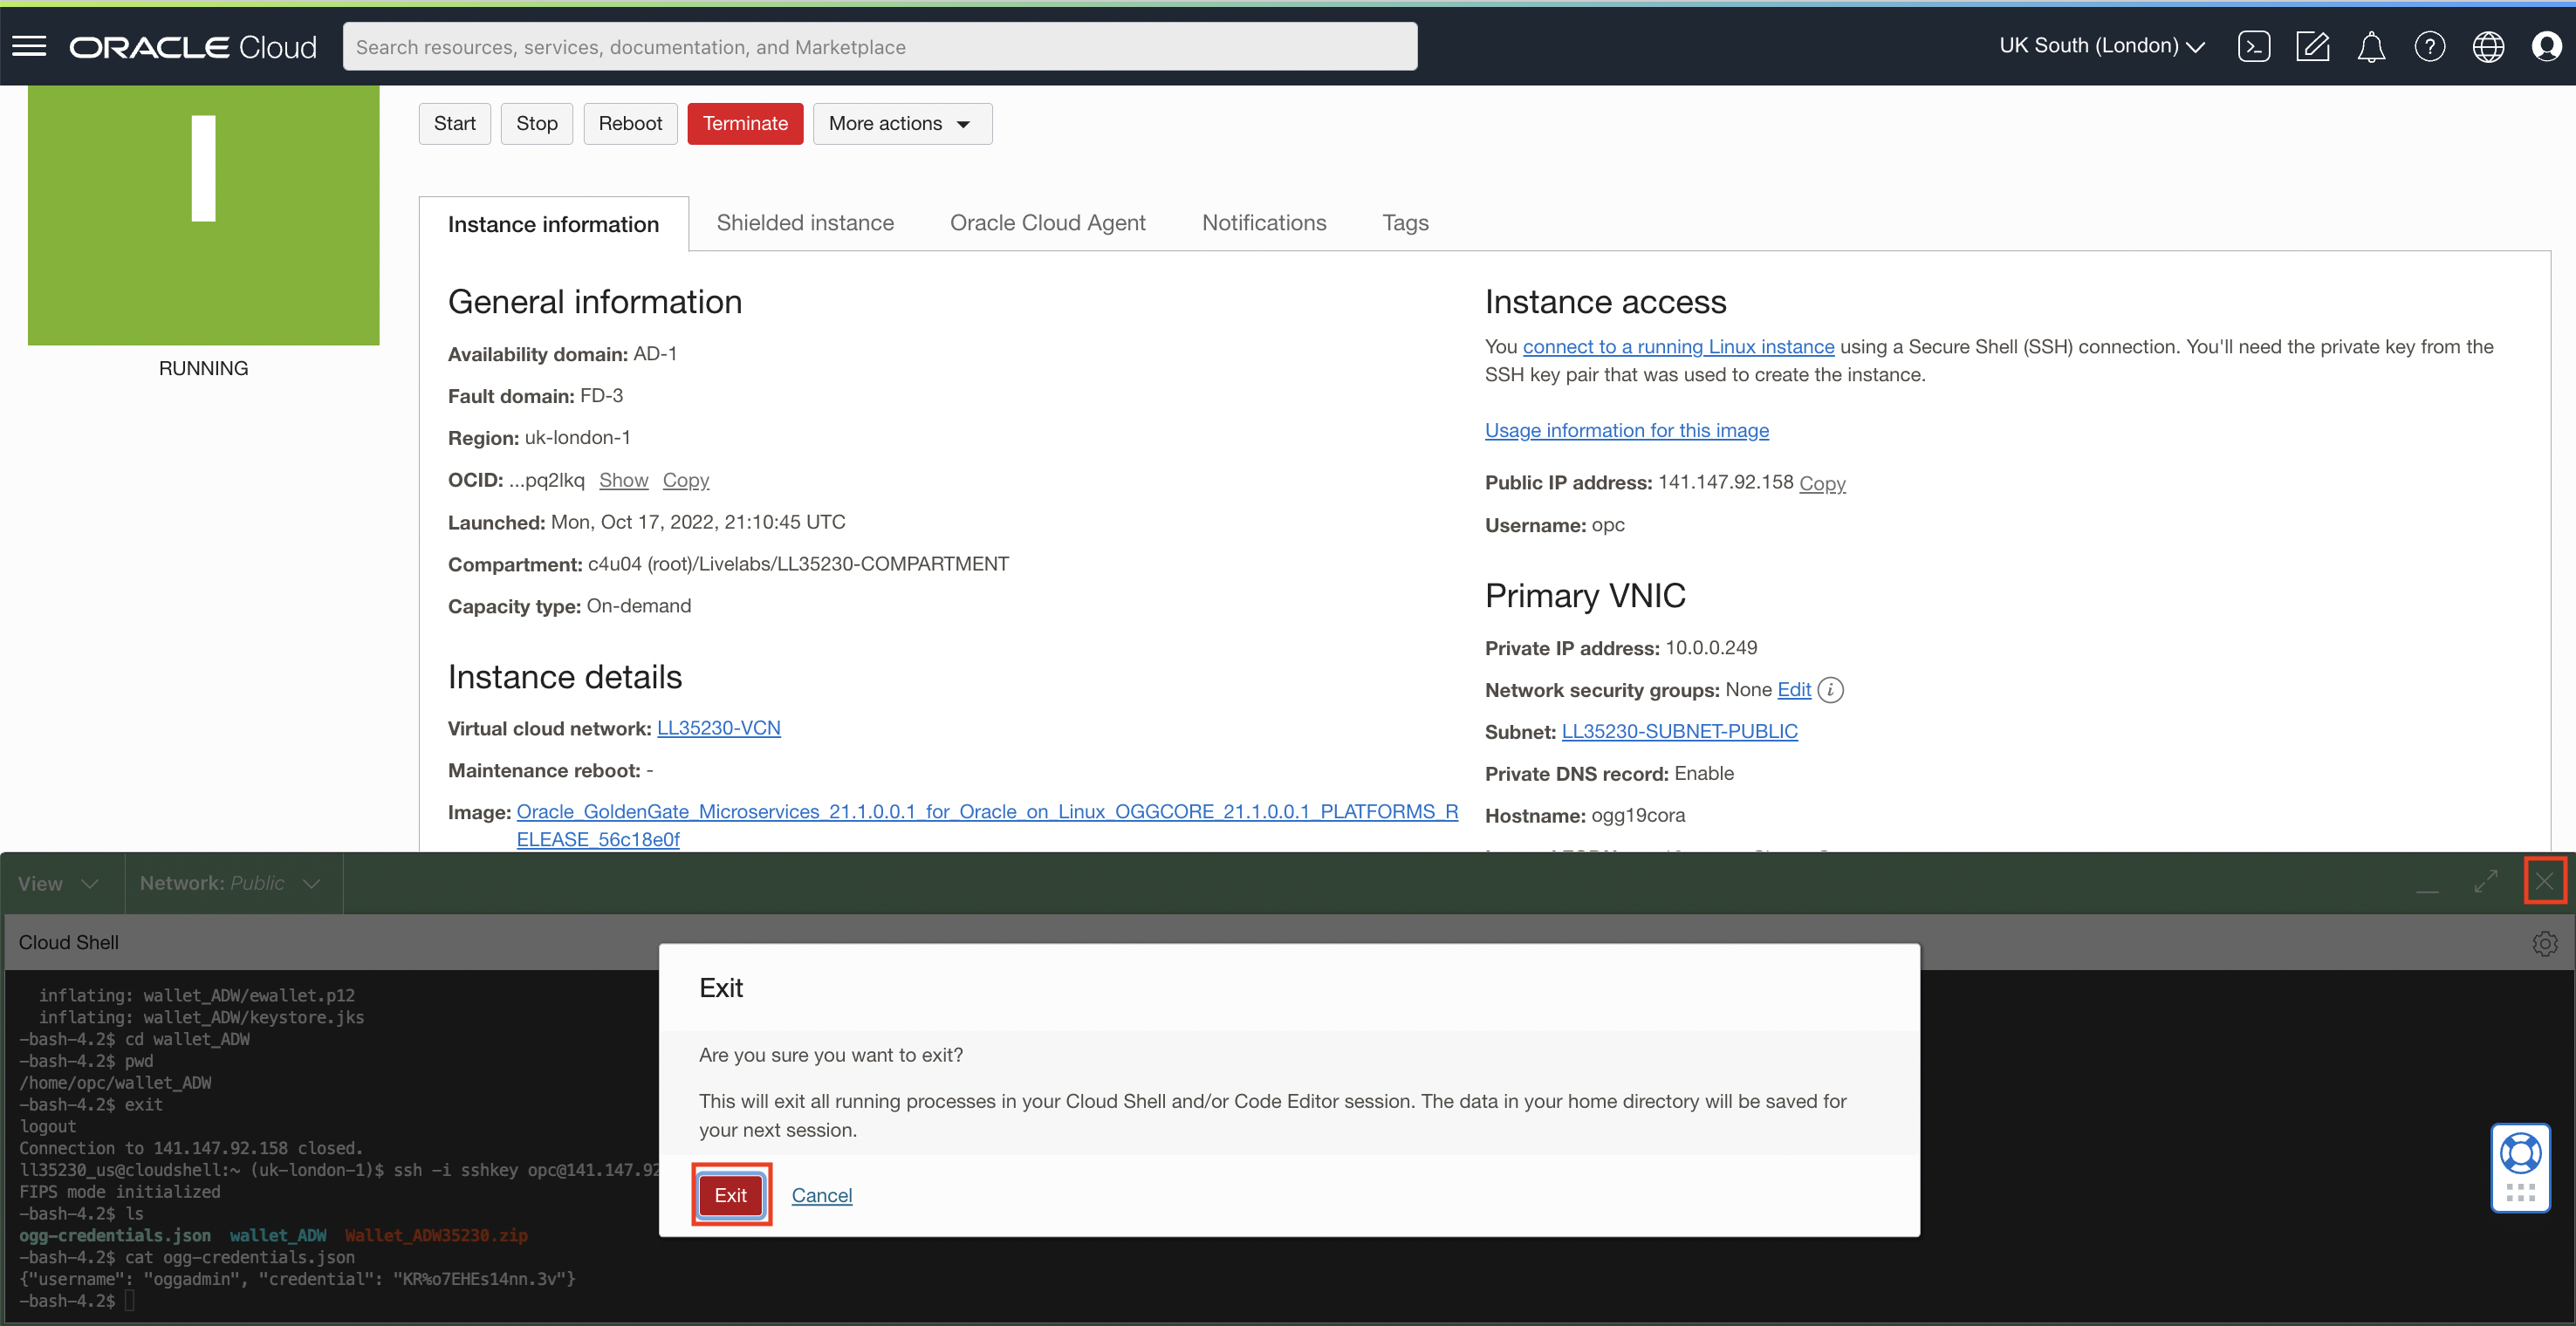 ORACLE Cloud
Search resources, services, documentation, and Marketplace
UK South (London)
RUNNING
Start Stop Reboot Terminate More actions
Instance information Shielded instance Oracle Cloud Agent Notifications Tags
General information
Availability domain: AD-1
Fault domain: FD-3
Region: uk-london-1
OCID: ...pq2lkq Show Copy
Launched: Mon, Oct 17, 2022, 21:10:45 UTC
Compartment: c4u04 (root)/Livelabs/LL35230-COMPARTMENT
Capacity type: On-demand
Instance details
Virtual cloud network: LL35230-VCN
Maintenance reboot: -
Image: Oracle_GoldenGate_Microservices_21.1.0.0.1_for_Oracle_on_Linux_OGGCORE_21.1.0.0.1_PLATFORMS_R
ELEASE_56c18e0f
Instance access
You connect to a running Linux instance using a Secure Shell (SSH) connection. You'll need the private key from the
SSH key pair that was used to create the instance.
Usage information for this image
Public IP address: 141.147.92.158 Copy
Username: opc
Primary VNIC
Private IP address: 10.0.0.249
Network security groups: None Edit
Subnet: LL35230-SUBNET-PUBLIC
Private DNS record: Enable
Hostname: ogg19cora
View Network: Public
Cloud Shell
inflating: wallet_ADW/ewallet.p12
inflating: wallet_ADW/keystore.jks
-bash-4.2$ cd wallet_ADW
-bash-4.2$ pwd
/home/opc/wallet_ADW
-bash-4.2$ exit
logout
Connection to 141.147.92.158 closed.
ll35230_us@cloudshell:~ (uk-london-1)$ ssh -i sshkey opc@141.147.92
FIPS mode initialized
-bash-4.2$ ls
ogg-credentials.json wallet_ADW Wallet_ADW35230.zip
-bash-4.2$ cat ogg-credentials.json
{"username": "oggadmin", "credential": "KR%o7EHEs14nn.3v"}
-bash-4.2$
Exit
Are you sure you want to exit?
This will exit all running processes in your Cloud Shell and/or Code Editor session. The data in your home directory will be saved for
your next session.
Exit Cancel